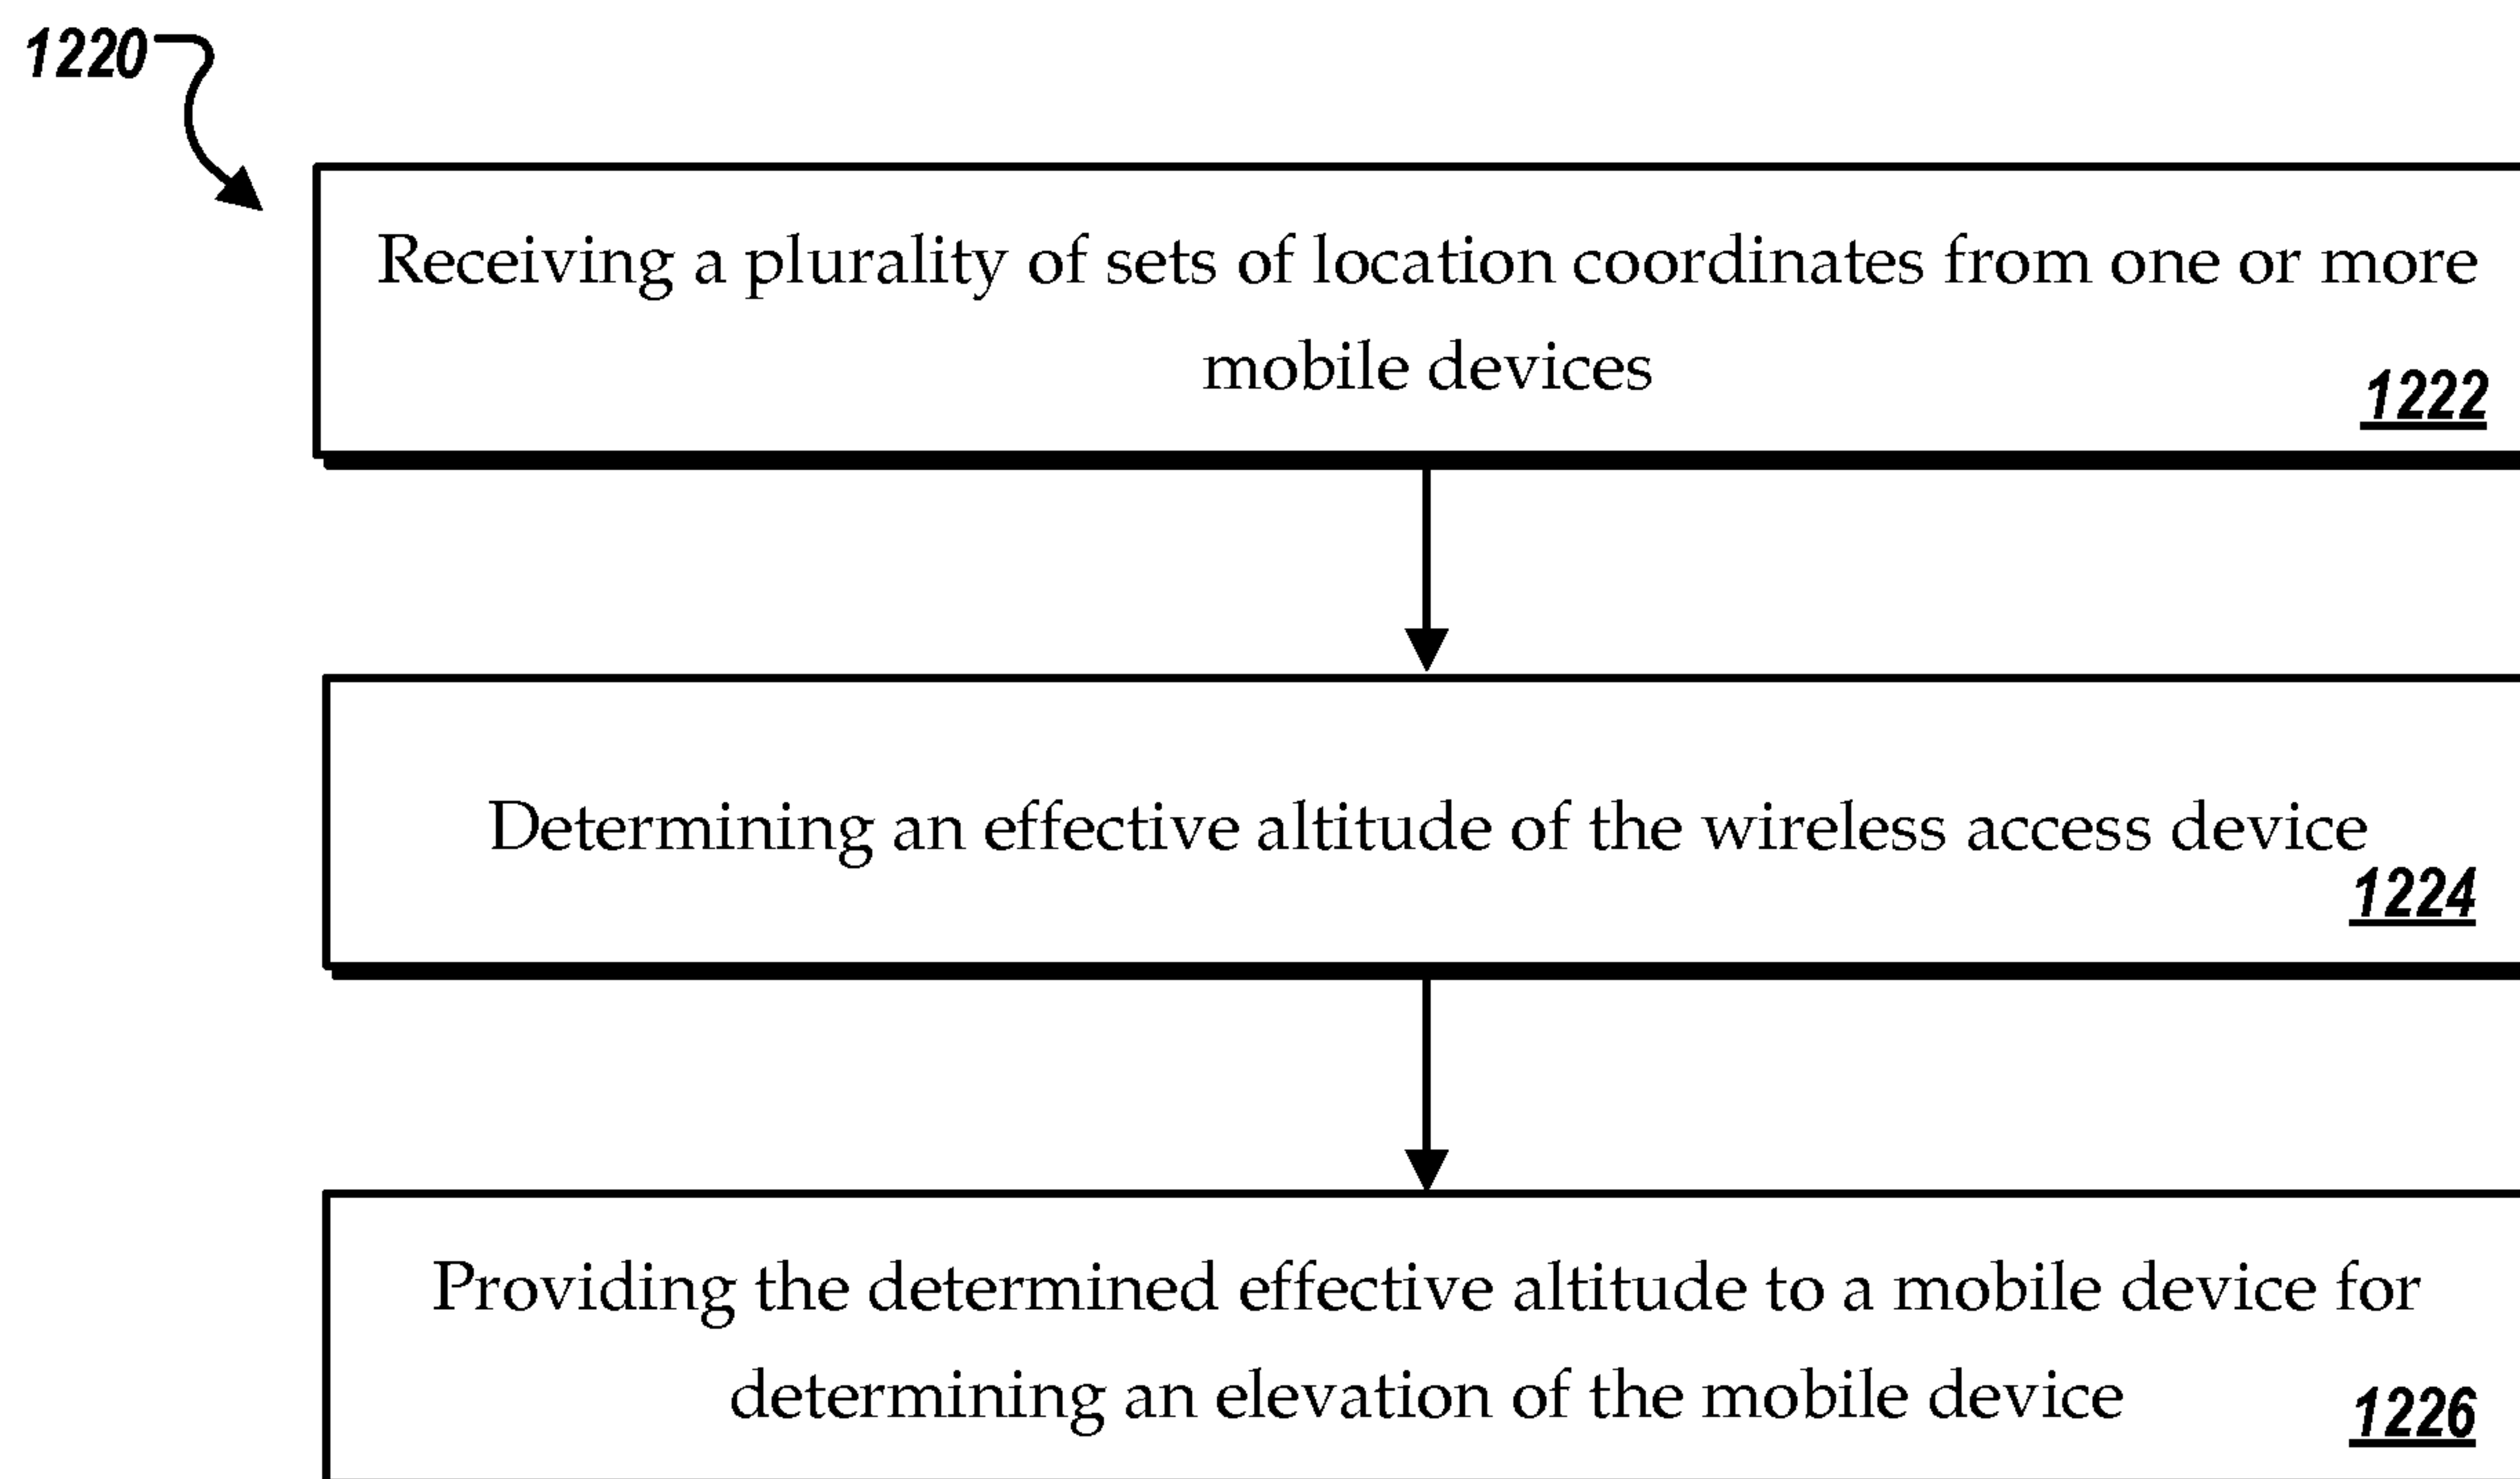 1220
Receiving a plurality of sets of location coordinates from one or more
mobile devices
1222
Determining an effective altitude of the wireless access device
1224
Providing the determined effective altitude to a mobile device for
determining an elevation of the mobile device
1226